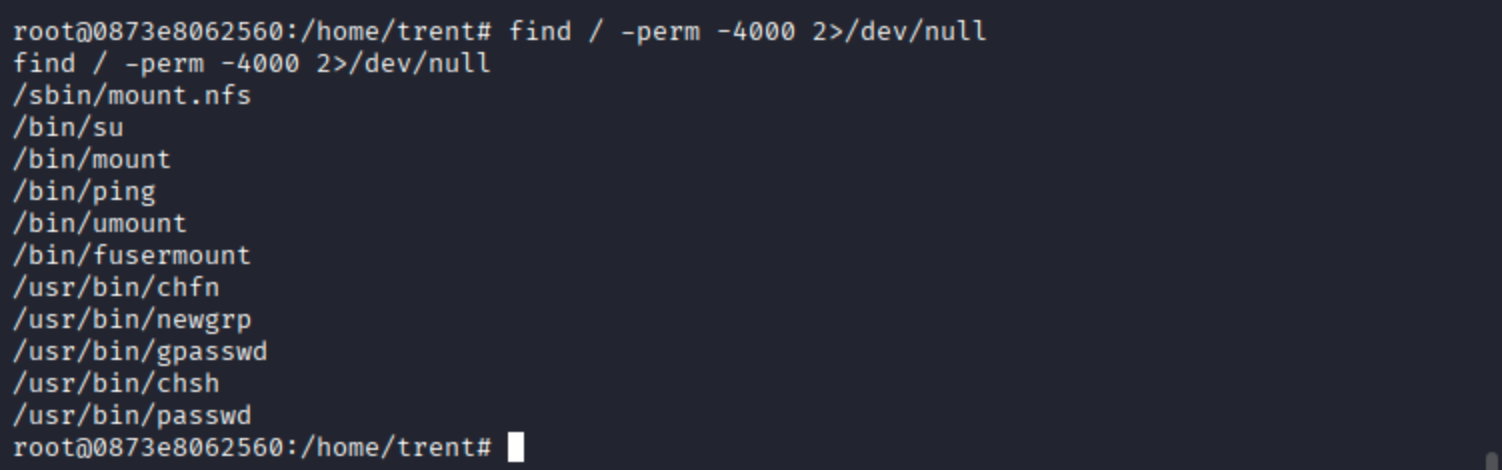 root@0873e8062560:/home/trent# find / -perm -4000 2>/dev/null
find / -perm -4000 2>/dev/null
/sbin/mount.nfs
/bin/su
/bin/mount
/bin/ping
/bin/umount
/bin/fusermount
/usr/bin/chfn
/usr/bin/newgrp
/usr/bin/gpasswd
/usr/bin/chsh
/usr/bin/passwd
root@0873e8062560:/home/trent#